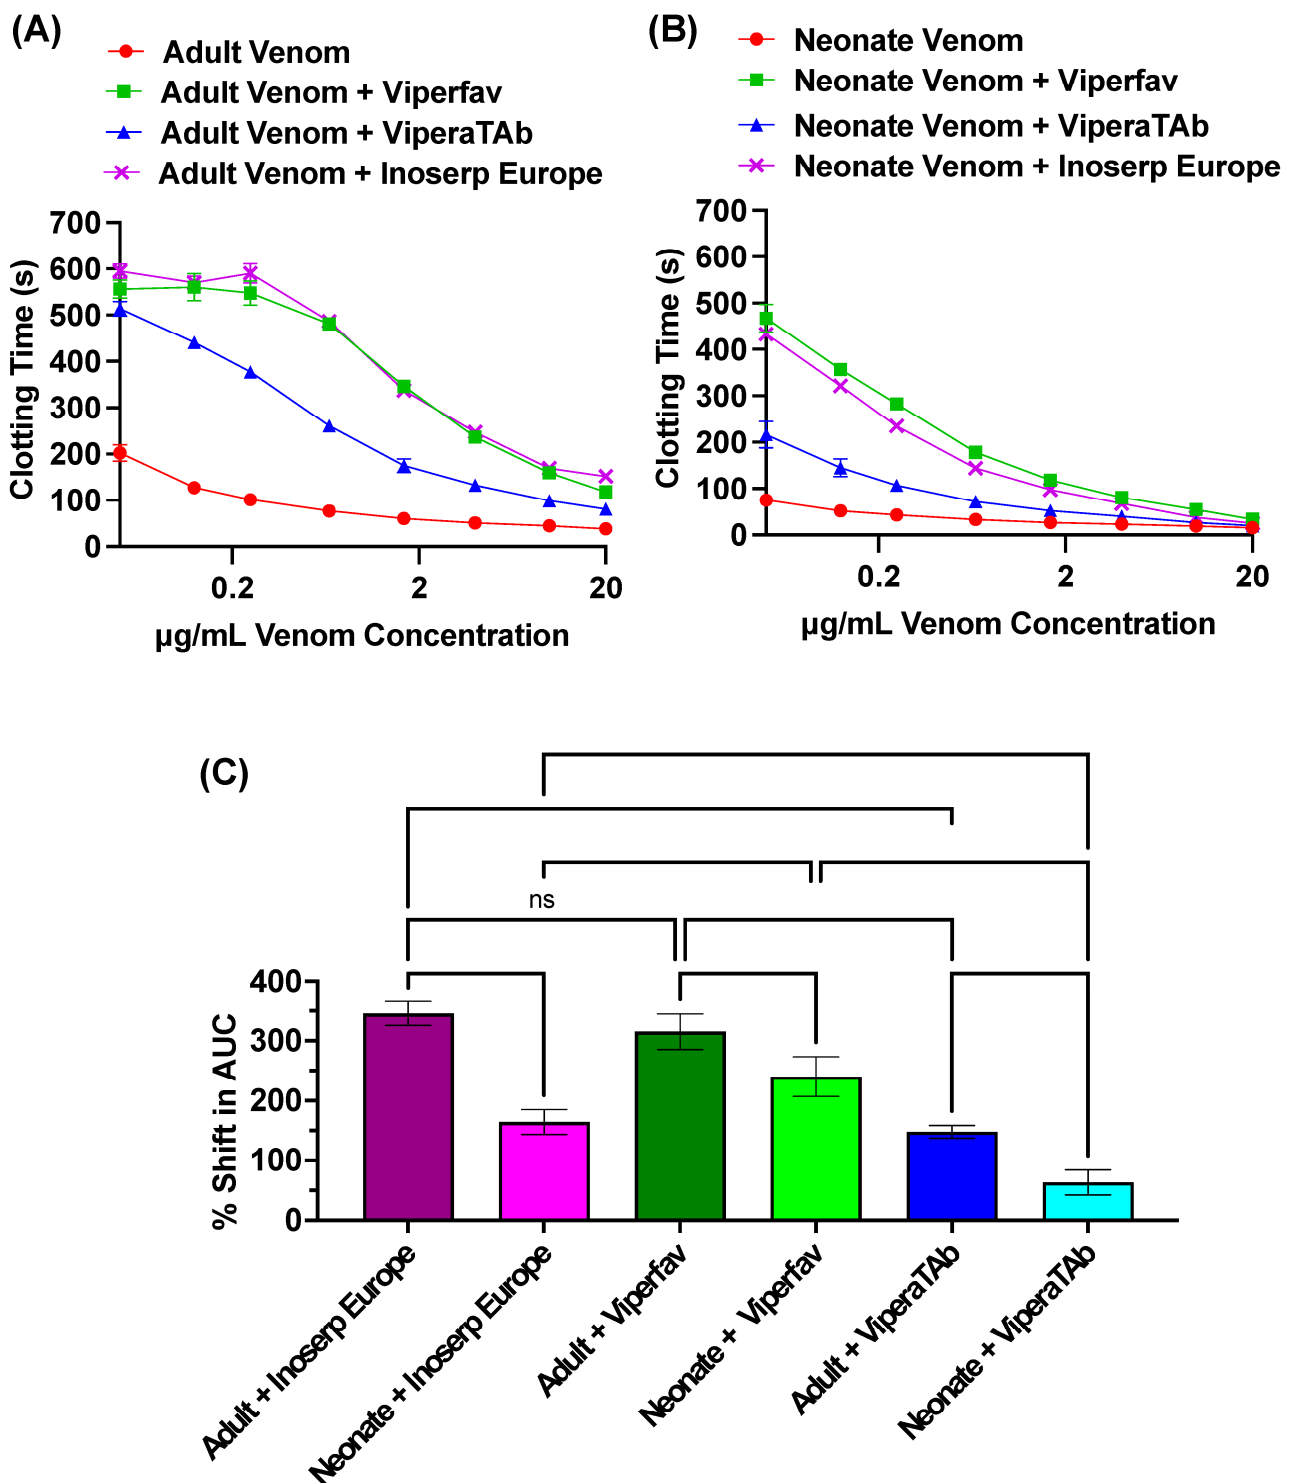 (A)
Adult Venom
Adult Venom + Viperfav
Adult Venom + ViperaTAb
Adult Venom + Inoserp Europe
700
600
500
400
300
200
100
0
Clotting Time (s)
0.2
2
20
µg/mL Venom Concentration
(B)
Neonate Venom
Neonate Venom + Viperfav
Neonate Venom + ViperaTAb
Neonate Venom + Inoserp Europe
700
600
500
400
300
200
100
0
Clotting Time (s)
0.2
2
20
µg/mL Venom Concentration
(C)
ns
400
300
200
100
0
% Shift in AUC
Adult + Inoserp Europe
Neonate + Inoserp Europe
Adult + Viperfav
Neonate + Viperfav
Adult + ViperaTAb
Neonate + ViperaTAb